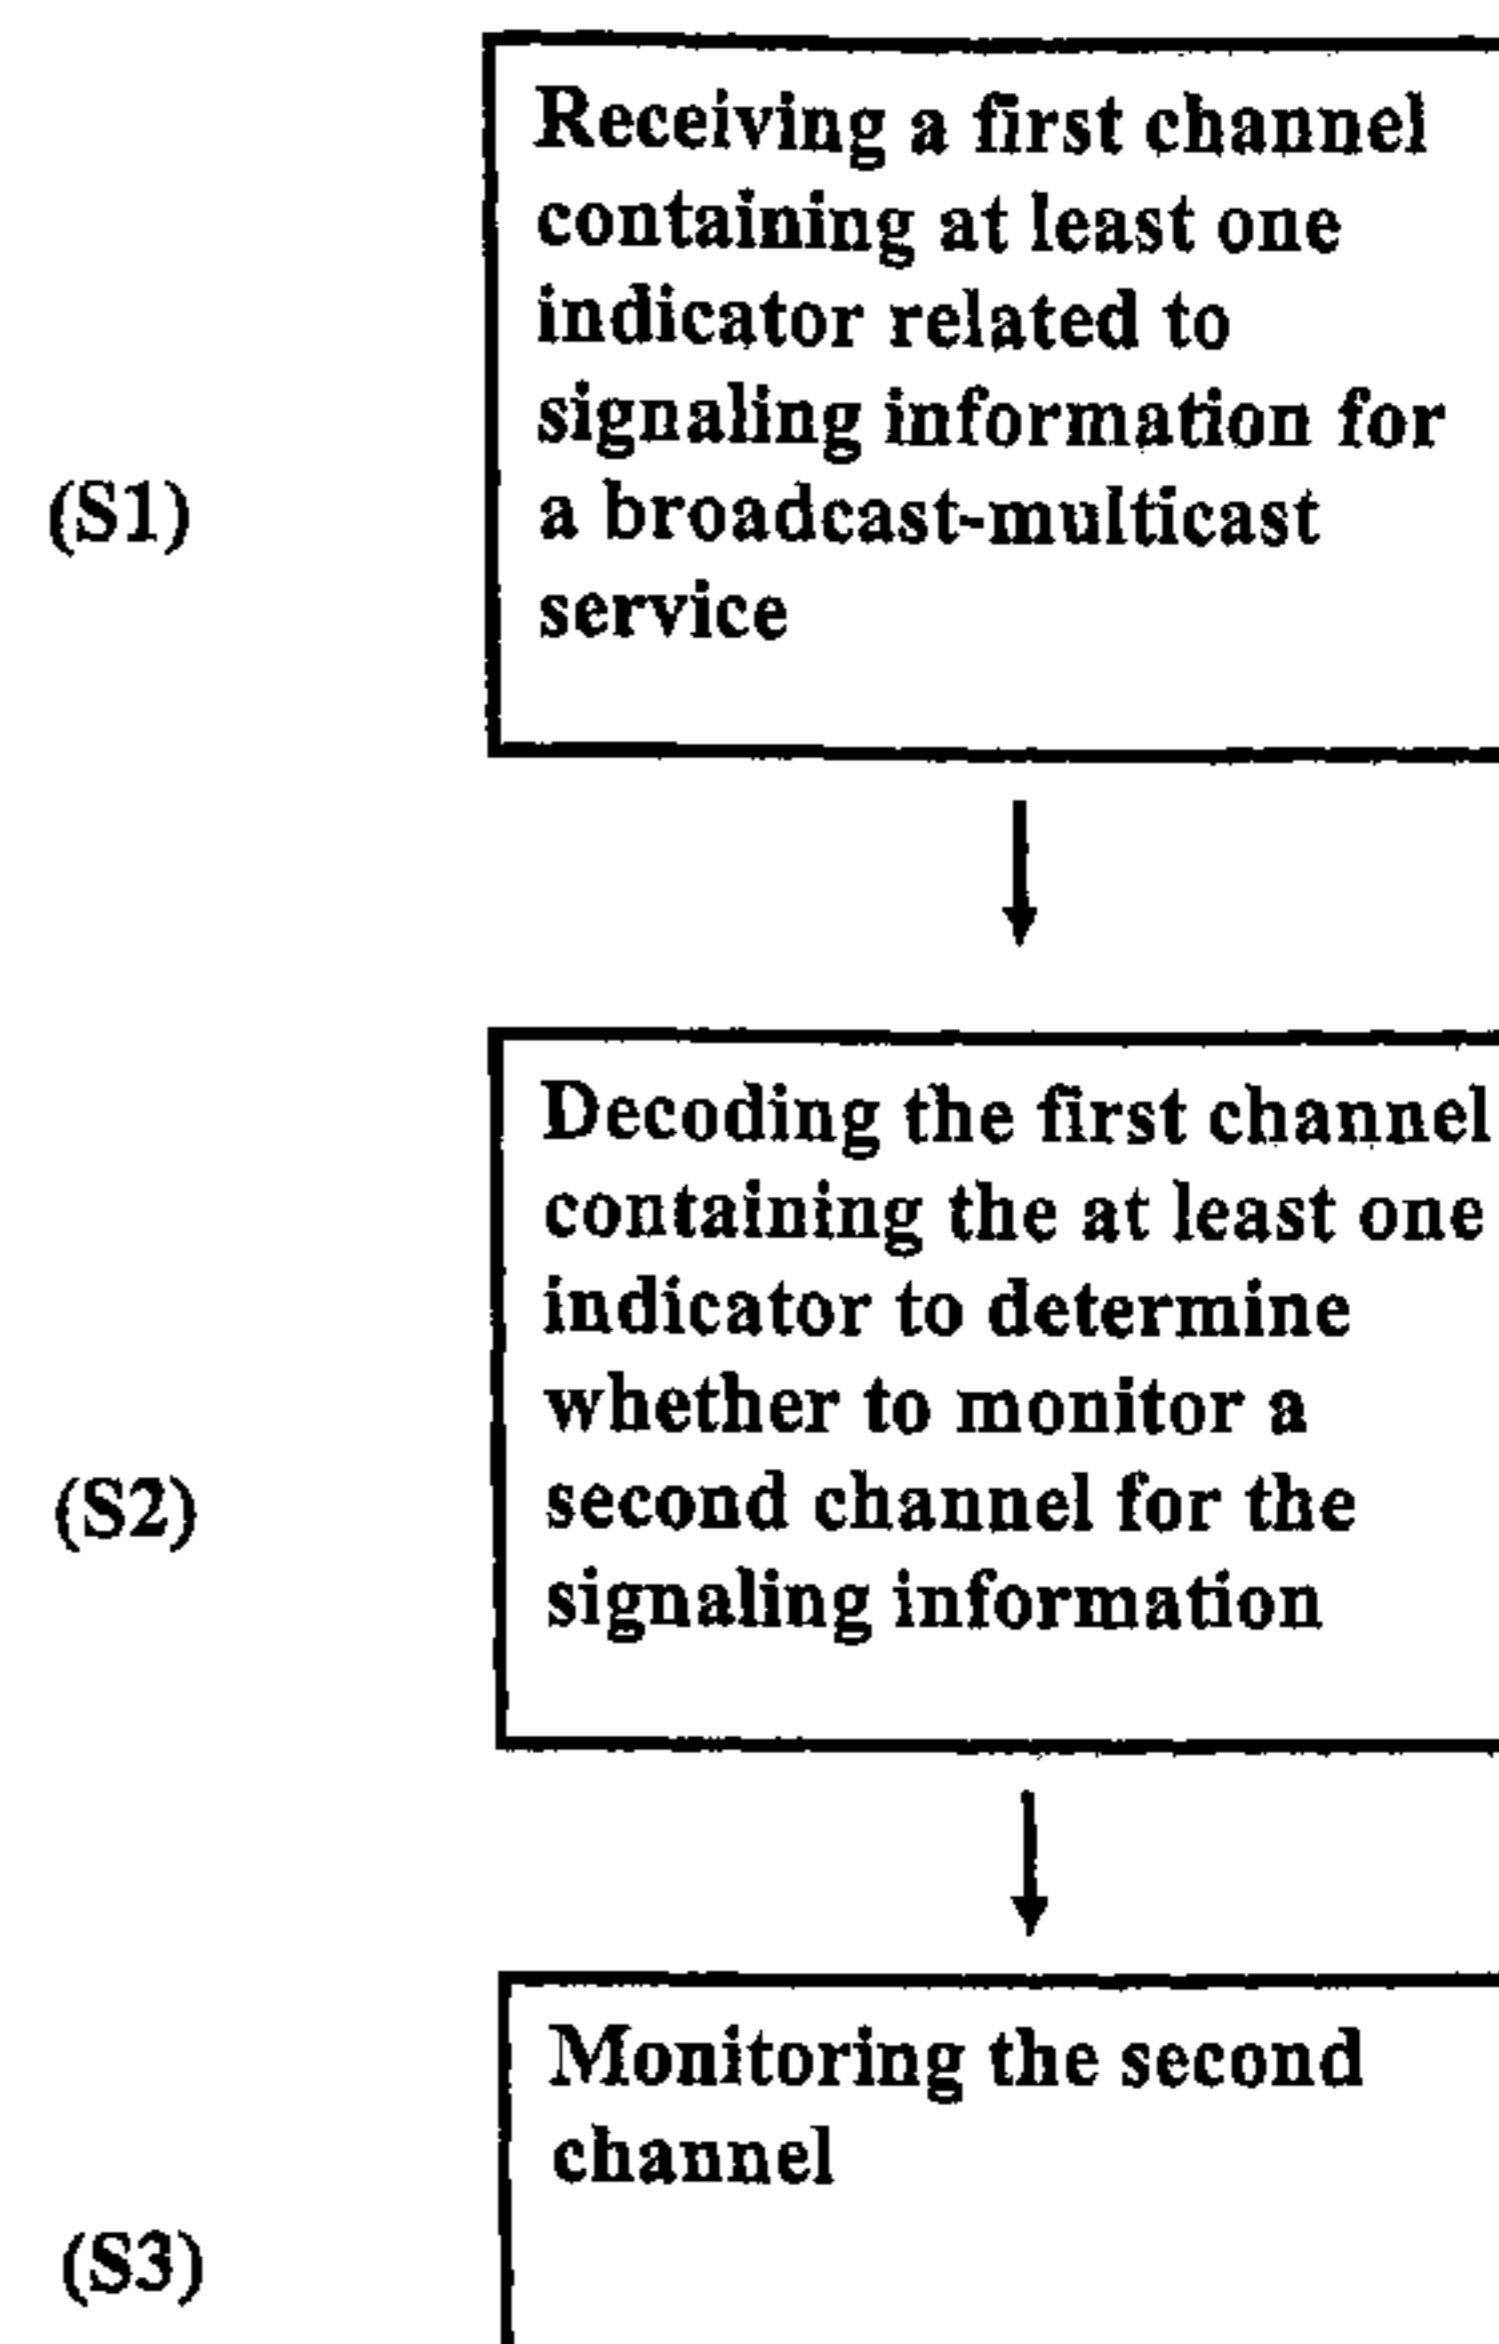 Receiving a first channel
containing at least one
indicator related to
signaling information for
(S1)
a broadcast-multicast
service
Decoding the first channel
containing the at least one
indicator to determine
whether to monitor a
(S2)
second channel for the
signaling information
Monitoring the second
channel
(S3)